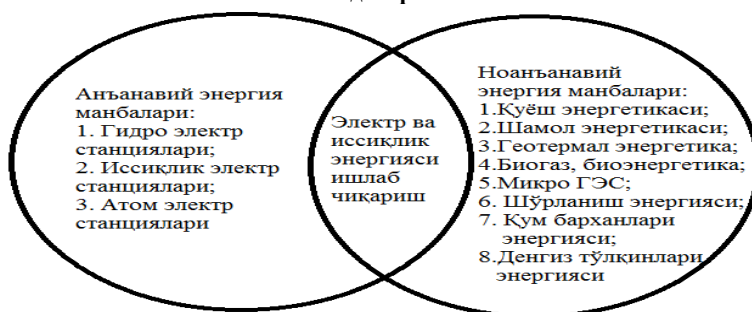 Анъанавий энергия
манбалари:
1. Гидро электр
станциялари;
2. Иссиқлик электр
станциялари;
3. Атом электр
станциялари
Электр ва
иссиқлик
энергияси
ишлаб
чиқариш
Ноанъанавий
энергия манбалари:
1.Қуёш энергетикаси;
2.Шамол энергетикаси;
3.Геотермал энергетика;
4.Биогаз, биоэнергетика;
5.Микро ГЭС;
6. Шўрланиш энергияси;
7. Қум барханлари
энергияси;
8.Денгиз тўлқинлари
энергияси